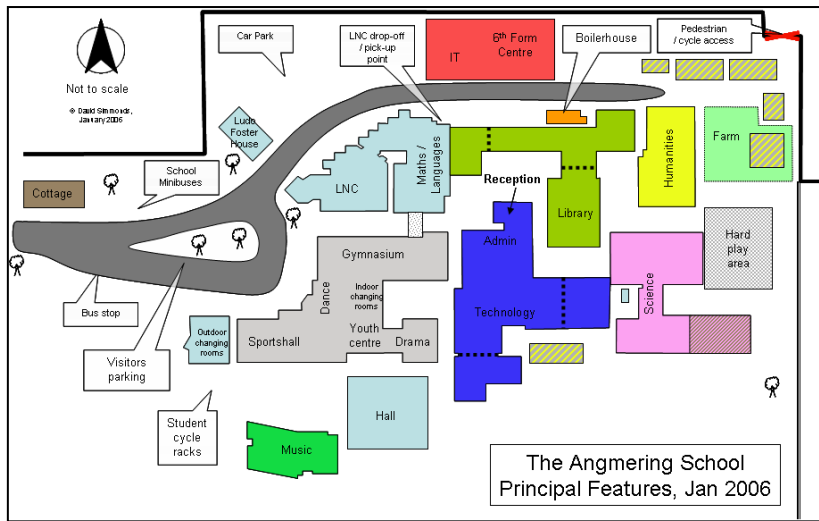 Car Park
LNC drop-off
/ pick-up
point
6th Form
Centre
IT
Boilerhouse
Pedestrian
/ cycle access
Not to scale
© David Simmonds,
January 2006
Ludo
Foster
House
School
Minibuses
Cottage
LNC
Maths /
Languages
Reception
Library
Humanities
Farm
Admin
Hard
play
area
Gymnasium
Dance
Indoor
changing
rooms
Technology
Science
Bus stop
Visitors
parking
Outdoor
changing
rooms
Sportshall
Youth
centre
Drama
Student
cycle
racks
Hall
Music
The Angmering School
Principal Features, Jan 2006